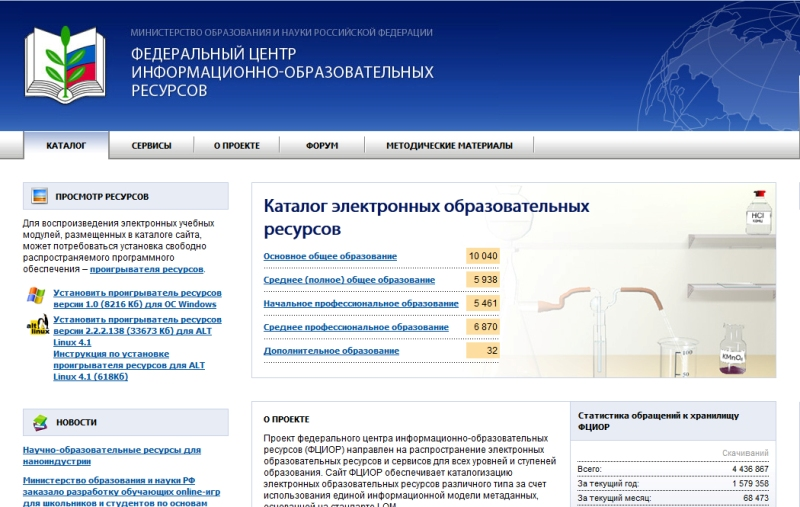 МИНИСТЕРСТВО ОБРАЗОВАНИЯ И НАУКИ РОССИЙСКОЙ ФЕДЕРАЦИИ
ФЕДЕРАЛЬНЫЙ ЦЕНТР
ИНФОРМАЦИОННО-ОБРАЗОВАТЕЛЬНЫХ
РЕСУРСОВ
КАТАЛОГ СЕРВИСЫ О ПРОЕКТЕ ФОРУМ МЕТОДИЧЕСКИЕ МАТЕРИАЛЫ
ПРОСМОТР РЕСУРСОВ
Для воспроизведения электронных учебных
модулей, размещенных в каталоге сайта,
может потребоваться установка свободно
распространяемого программного
обеспечения – проигрывателя ресурсов.
Установить проигрыватель ресурсов
версии 1.0 (8216 Кб) для ОС Windows
alt linux
Установить проигрыватель ресурсов
версии 2.2.2.138 (33673 Кб) для ALT
Linux 4.1
Инструкция по установке
проигрывателя ресурсов для ALT
Linux 4.1 (618Кб)
НОВОСТИ
Научно-образовательные ресурсы для
наноиндустрии
Министерство образования и науки РФ
заказало разработку обучающих online-игр
для школьников и студентов по основам
Каталог электронных образовательных
ресурсов
Основное общее образование 10 040
Среднее (полное) общее образование 5 938
Начальное профессиональное образование 5 461
Среднее профессиональное образование 6 870
Дополнительное образование 32
HCl
KMnO4
100
50
О ПРОЕКТЕ
Проект федерального центра информационно-образовательных
ресурсов (ФЦИОР) направлен на распространение электронных
образовательных ресурсов и сервисов для всех уровней и ступеней
образования. Сайт ФЦИОР обеспечивает каталогизацию
электронных образовательных ресурсов различного типа за счет
использования единой информационной модели метаданных,
основанной на стандарте LOM.
Статистика обращений к хранилищу
ФЦИОР
Скачиваний
Всего: 4 436 867
За текущий год: 1 579 358
За текущий месяц: 68 473